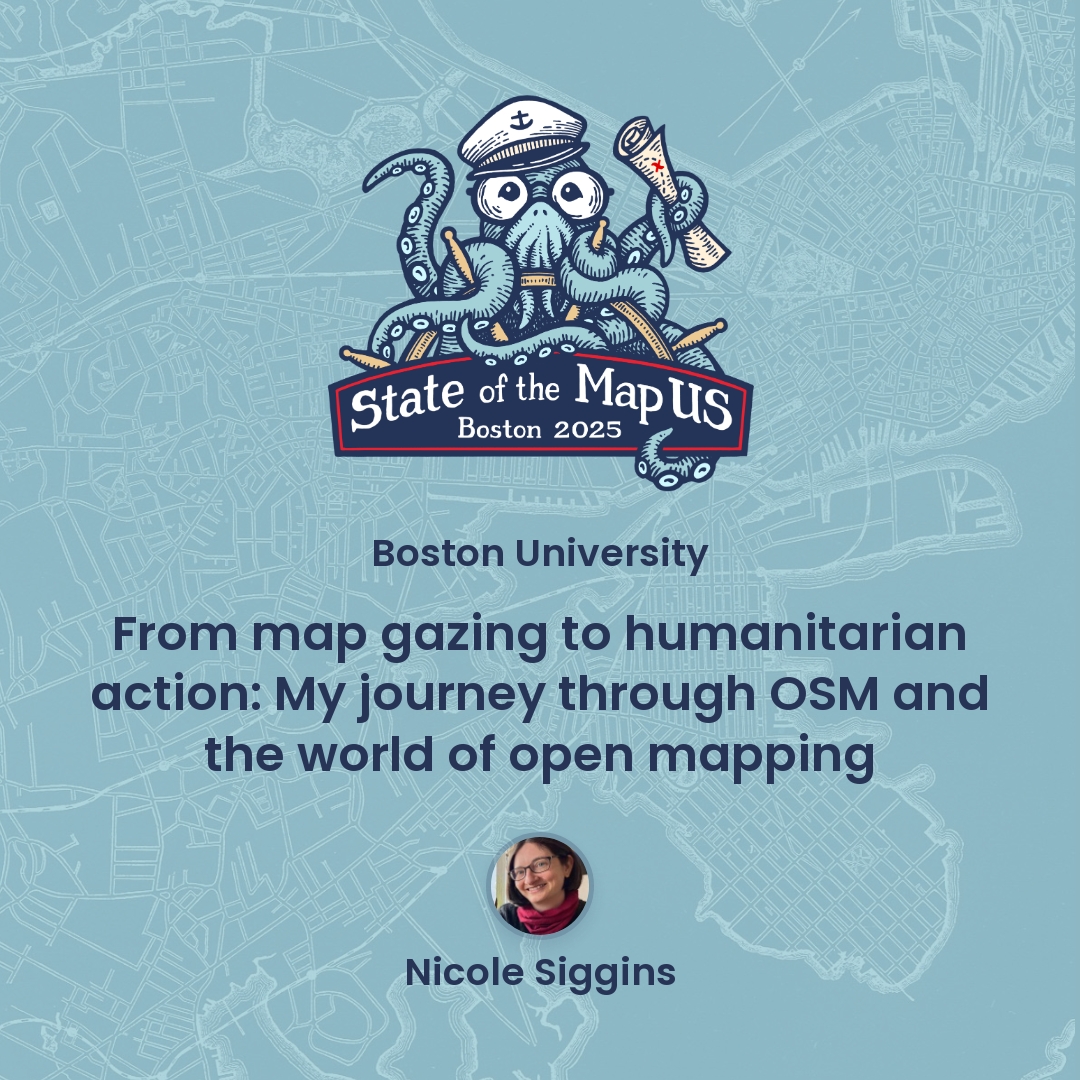 State of the Map US
Boston 2025
Boston University
From map gazing to humanitarian
action: My journey through OSM and
the world of open mapping
Nicole Siggins